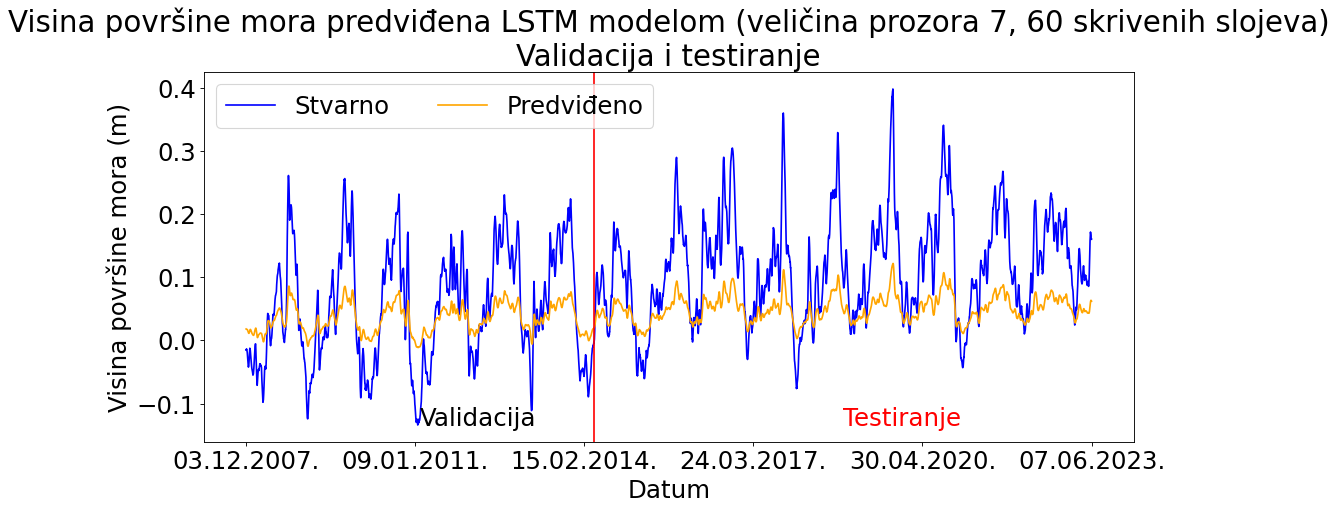 Visina površine mora predviđena LSTM modelom (veličina prozora 7, 60 skrivenih slojeva)
Validacija i testiranje
Stvarno
Predviđeno
Visina površine mora (m)
0.4
0.3
0.2
0.1
0.0
−0.1
Validacija
Testiranje
03.12.2007.
09.01.2011.
15.02.2014.
24.03.2017.
30.04.2020.
07.06.2023.
Datum